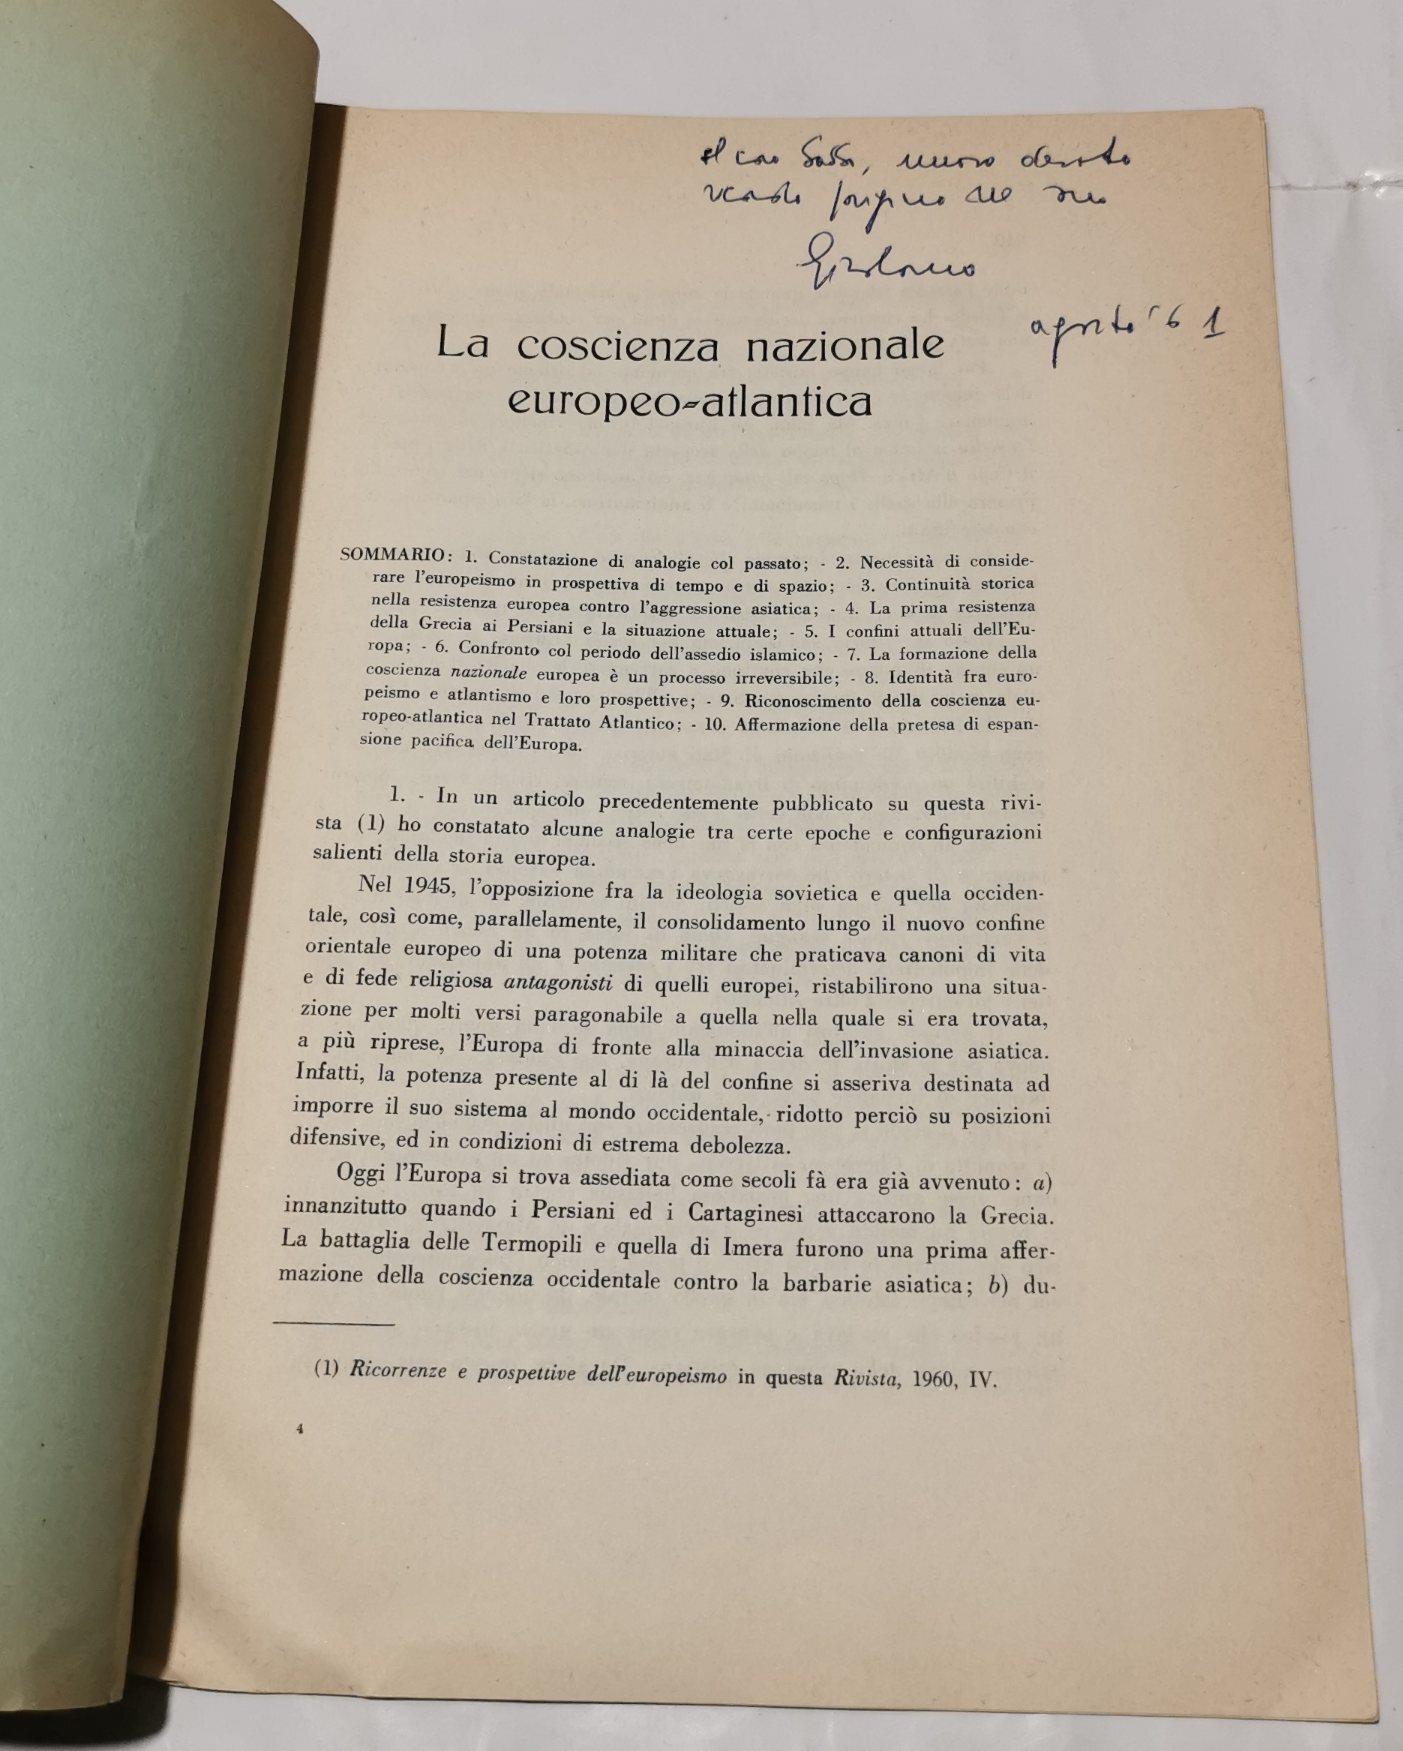 al caro
ricordo del suo
Girolamo
agosto '61
La coscienza nazionale
europeo-atlantica
SOMMARIO: 1. Constatazione di analogie col passato; - 2. Necessità di conside-
rare l'europeismo in prospettiva di tempo e di spazio; - 3. Continuità storica
nella resistenza europea contro l'aggressione asiatica; - 4. La prima resistenza
della Grecia ai Persiani e la situazione attuale; - 5. I confini attuali dell'Eu-
ropa; - 6. Confronto col periodo dell'assedio islamico; - 7. La formazione della
coscienza nazionale europea è un processo irreversibile; - 8. Identità fra euro-
peismo e atlantismo e loro prospettive; - 9. Riconoscimento della coscienza eu-
ropeo-atlantica nel Trattato Atlantico; - 10. Affermazione della pretesa di espan-
sione pacifica dell'Europa.
1. - In un articolo precedentemente pubblicato su questa rivi-
sta (1) ho constatato alcune analogie tra certe epoche e configurazioni
salienti della storia europea.
Nel 1945, l'opposizione fra la ideologia sovietica e quella occiden-
tale, così come, parallelamente, il consolidamento lungo il nuovo confine
orientale europeo di una potenza militare che praticava canoni di vita
e di fede religiosa antagonisti di quelli europei, ristabilirono una situa-
zione per molti versi paragonabile a quella nella quale si era trovata,
a più riprese, l'Europa di fronte alla minaccia dell'invasione asiatica.
Infatti, la potenza presente al di là del confine si asseriva destinata ad
imporre il suo sistema al mondo occidentale, ridotto perciò su posizioni
difensive, ed in condizioni di estrema debolezza.
Oggi l'Europa si trova assediata come secoli fà era già avvenuto: a)
innanzitutto quando i Persiani ed i Cartaginesi attaccarono la Grecia.
La battaglia delle Termopili e quella di Imera furono una prima affer-
mazione della coscienza occidentale contro la barbarie asiatica; b) du-
(1) Ricorrenze e prospettive dell'europeismo in questa Rivista, 1960, IV.
4